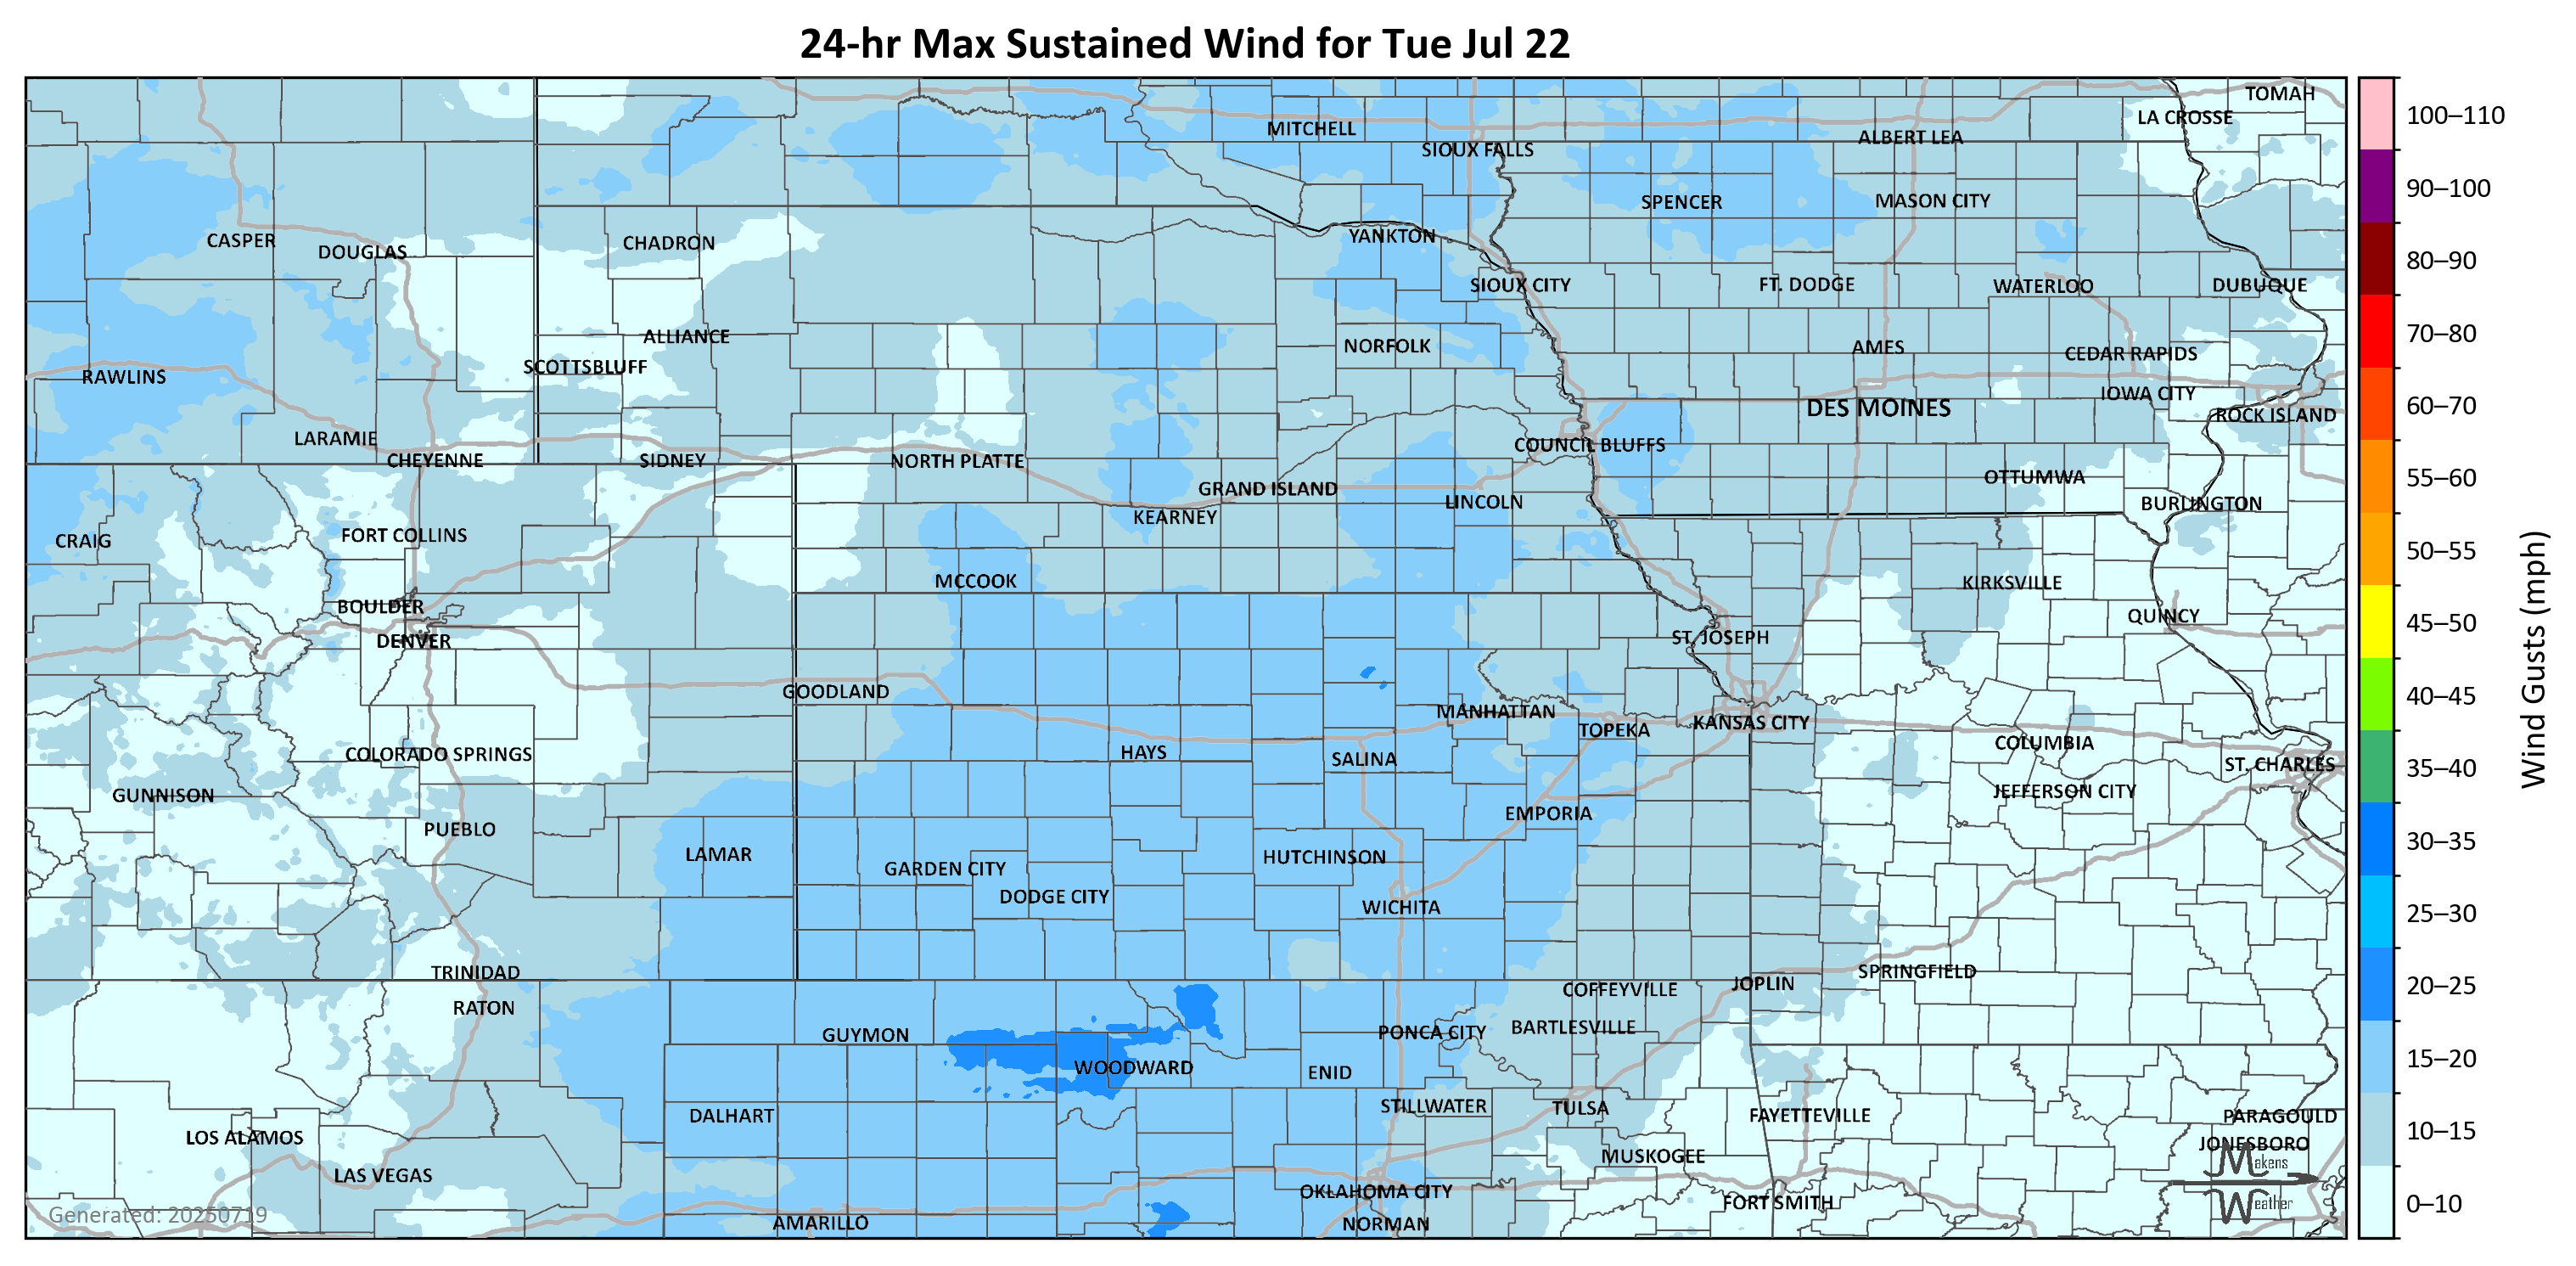 24-hr Max Sustained Wind for Tue Jul 22
TOMAH
LA CROSSE
MITCHELL
ALBERT LEA
SIOUX FALLS
SPENCER
MASON CITY
CASPER
DOUGLAS
CHADRON
YANKTON
SIOUX CITY
FT. DODGE
WATERLOO
DUBUQUE
ALLIANCE
NORFOLK
AMES
CEDAR RAPIDS
SCOTTSBLUFF
RAWLINS
IOWA CITY
DES MOINES
ROCK ISLAND
LARAMIE
COUNCIL BLUFFS
CHEYENNE
SIDNEY
NORTH PLATTE
OTTUMWA
GRAND ISLAND
LINCOLN
BURLINGTON
KEARNEY
FORT COLLINS
CRAIG
MCCOOK
KIRKSVILLE
BOULDER
QUINCY
DENVER
ST. JOSEPH
GOODLAND
MANHATTAN
TOPEKA
KANSAS CITY
COLUMBIA
COLORADO SPRINGS
HAYS
SALINA
ST. CHARLES
GUNNISON
JEFFERSON CITY
EMPORIA
PUEBLO
LAMAR
HUTCHINSON
GARDEN CITY
DODGE CITY
WICHITA
TRINIDAD
SPRINGFIELD
JOPLIN
COFFEYVILLE
RATON
GUYMON
PONCA CITY
BARTLESVILLE
WOODWARD
ENID
STILLWATER
TULSA
DALHART
FAYETTEVILLE
PARAGOULD
LOS ALAMOS
JONESBORO
MUSKOGEE
LAS VEGAS
OKLAHOMA CITY
FORT SMITH
AMARILLO
NORMAN
Generated: 20250719
Makens
Weather
100–110
90–100
80–90
70–80
60–70
55–60
50–55
45–50
40–45
35–40
30–35
25–30
20–25
15–20
10–15
0–10
Wind Gusts (mph)